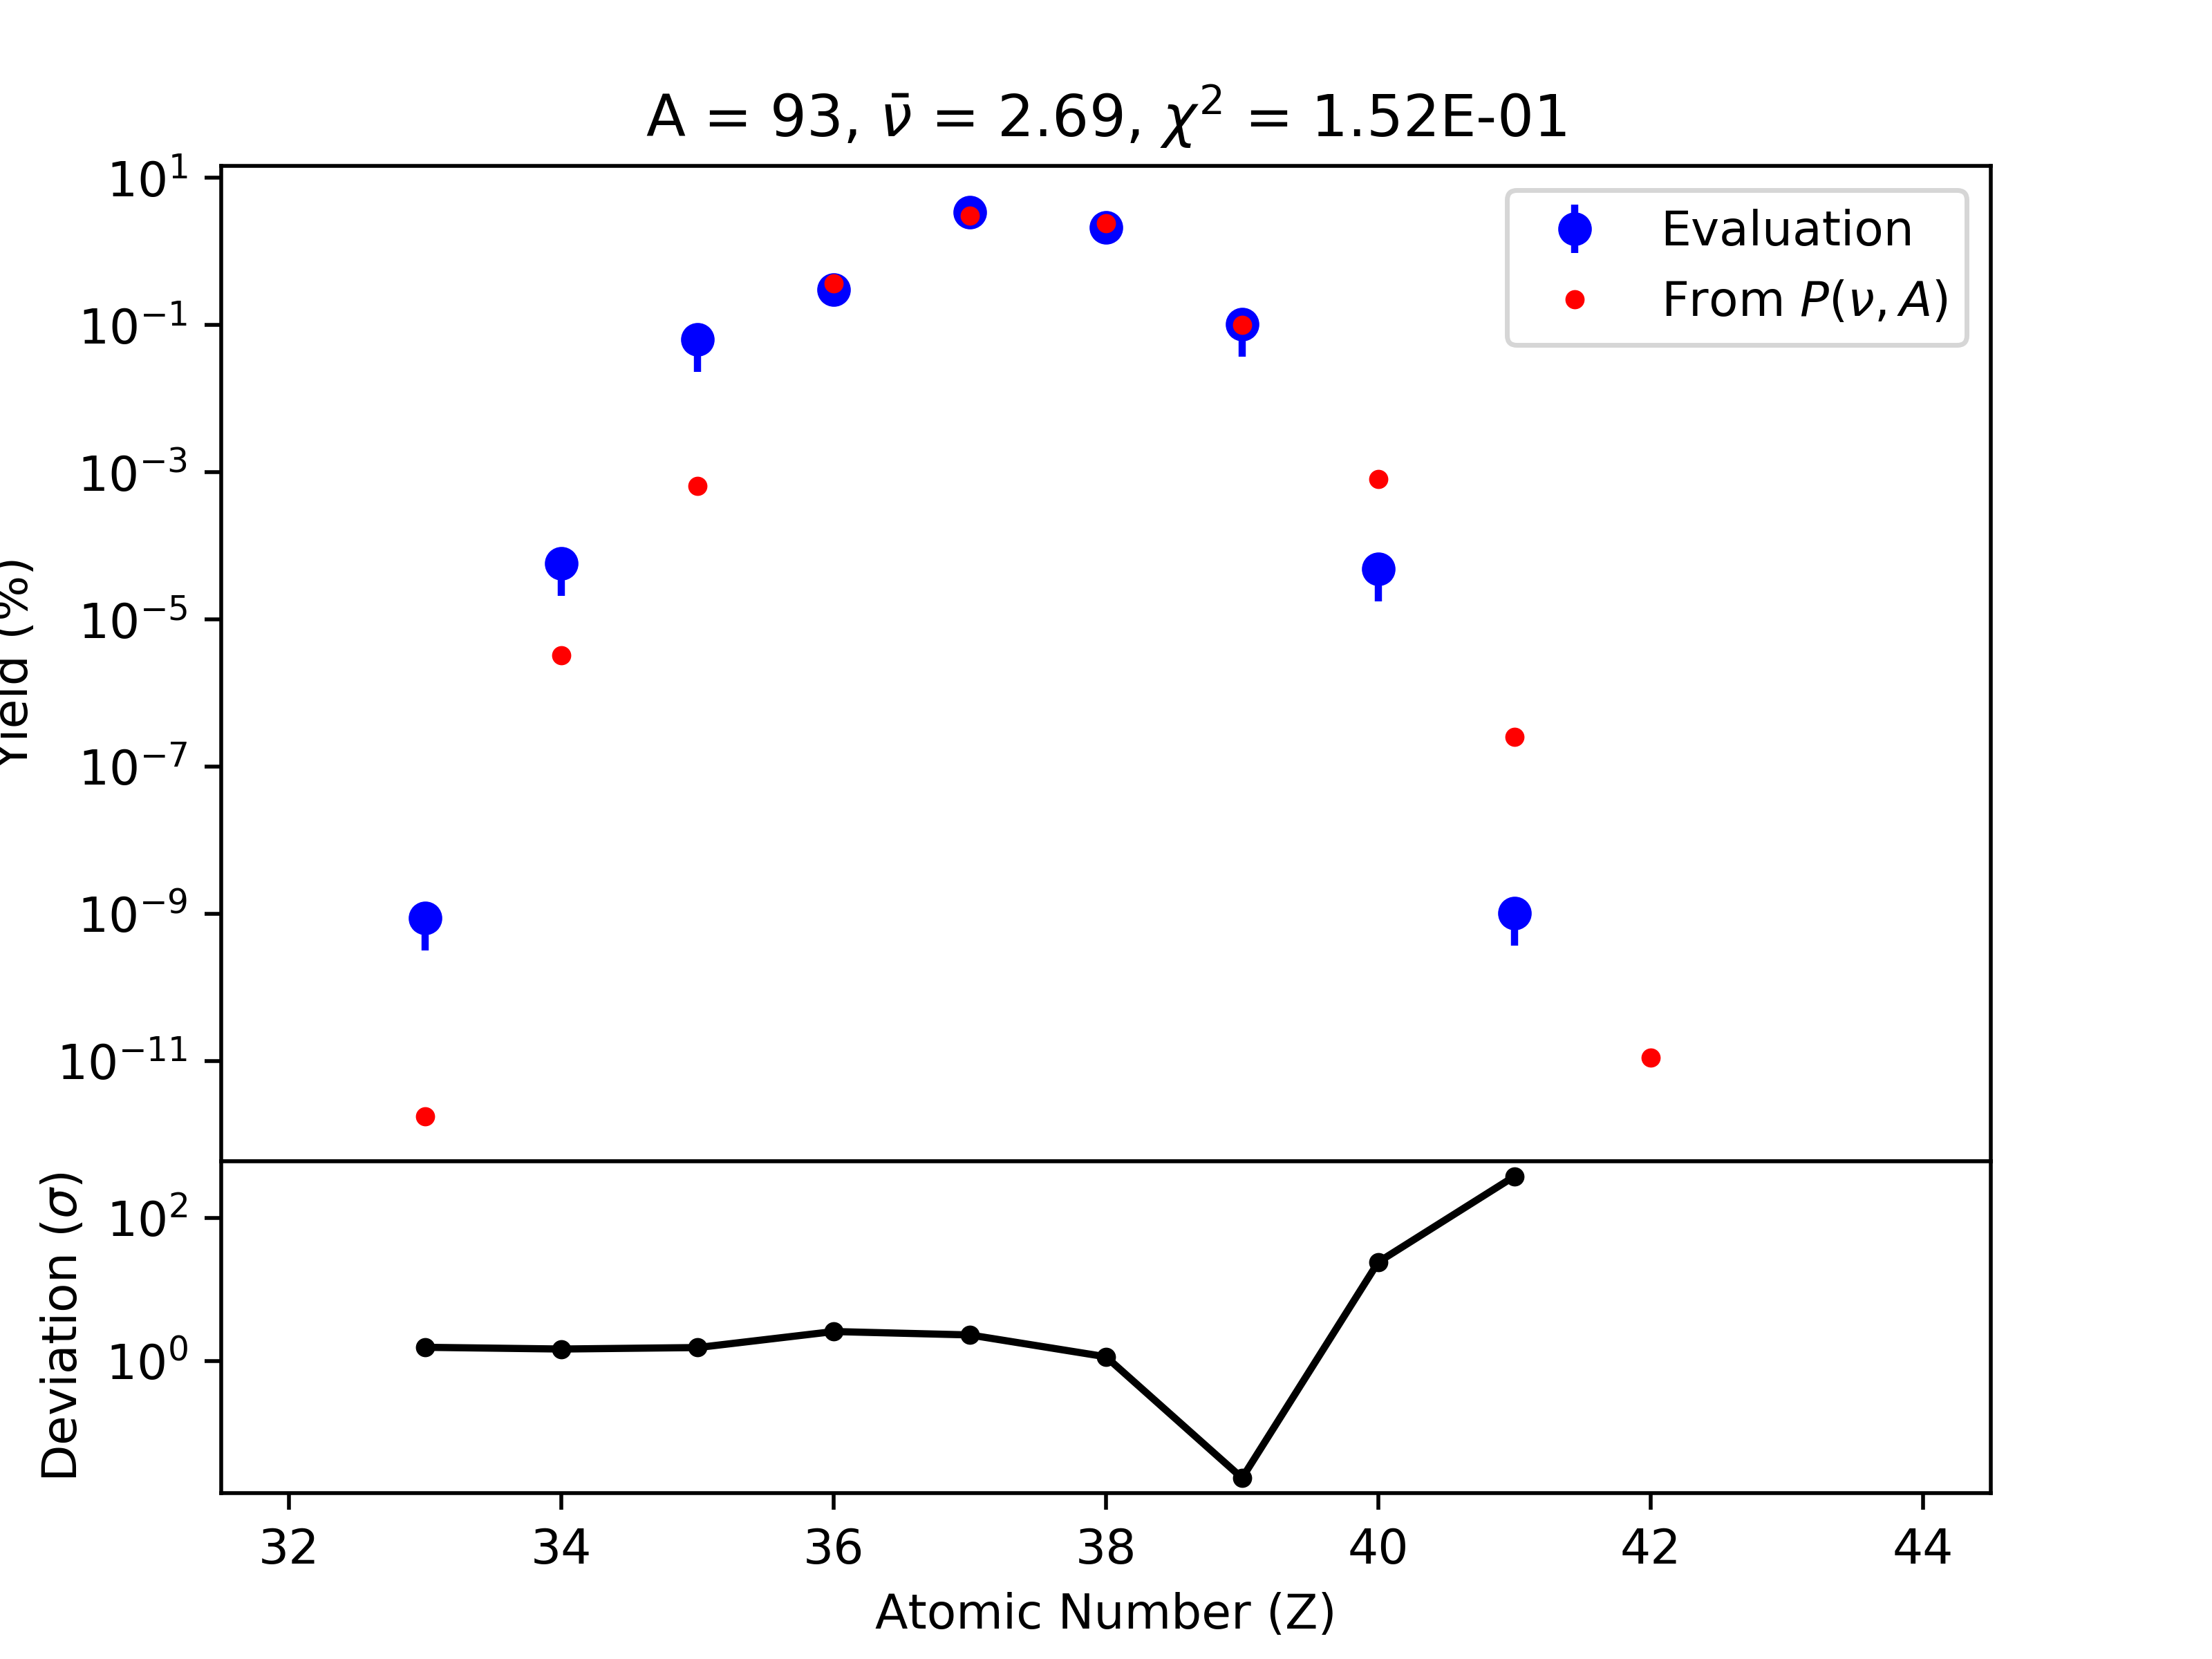 A = 93, ν̄ = 2.69, χ² = 1.52E-01
10¹
10⁻¹
10⁻³
10⁻⁵
10⁻⁷
10⁻⁹
10⁻¹¹
Yield (%)
Evaluation
From P(ν, A)
10²
10⁰
Deviation (σ)
32 34 36 38 40 42 44
Atomic Number (Z)